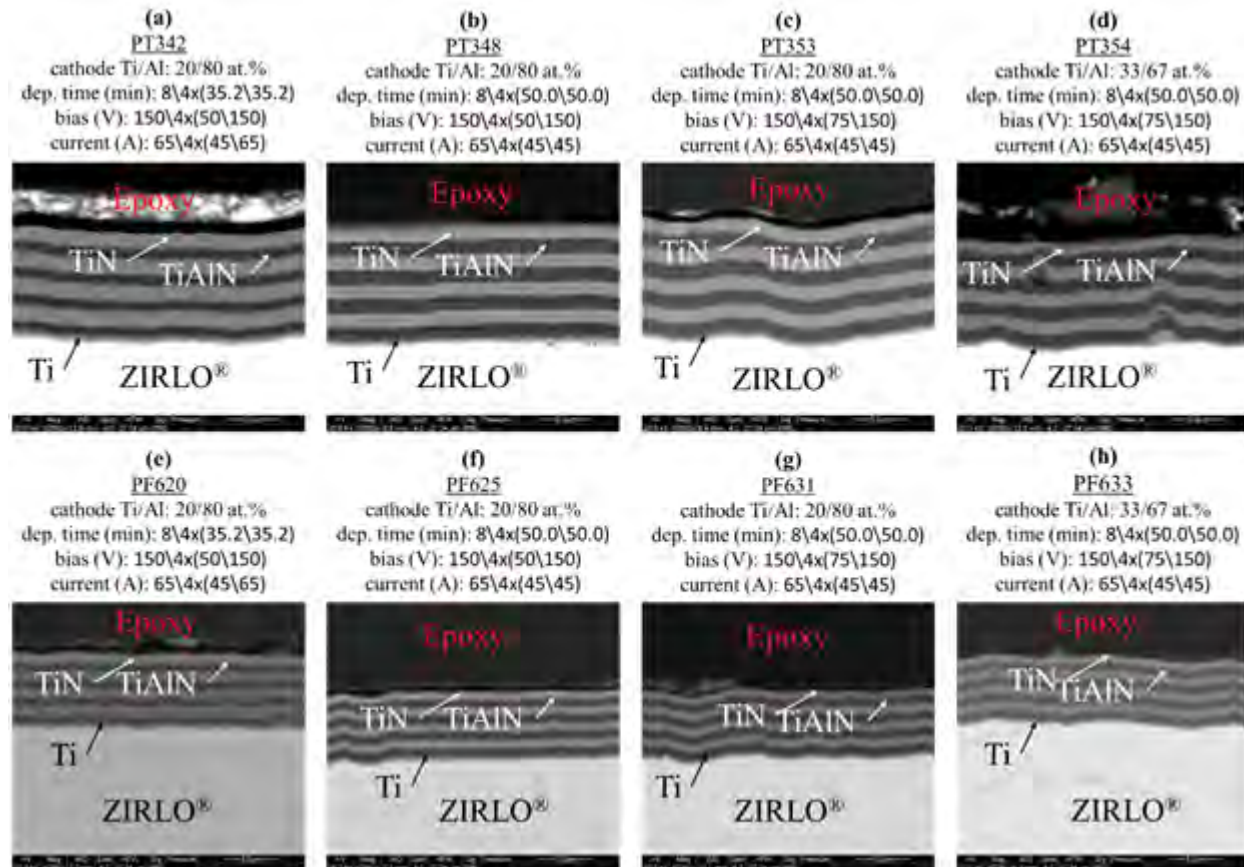 (a)
PT342
cathode Ti/Al: 20/80 at.%
dep. time (min): 8\4x(35.2\35.2)
bias (V): 150\4x(50\150)
current (A): 65\4x(45\65)
Epoxy
TiN
TiAlN
Ti
ZIRLO®
(b)
PT348
cathode Ti/Al: 20/80 at.%
dep. time (min): 8\4x(50.0\50.0)
bias (V): 150\4x(50\150)
current (A): 65\4x(45\45)
Epoxy
TiN
TiAlN
Ti
ZIRLO®
(c)
PT353
cathode Ti/Al: 20/80 at.%
dep. time (min): 8\4x(50.0\50.0)
bias (V): 150\4x(75\150)
current (A): 65\4x(45\45)
Epoxy
TiN
TiAlN
Ti
ZIRLO®
(d)
PT354
cathode Ti/Al: 33/67 at.%
dep. time (min): 8\4x(50.0\50.0)
bias (V): 150\4x(75\150)
current (A): 65\4x(45\45)
Epoxy
TiN
TiAlN
Ti
ZIRLO®
(e)
PF620
cathode Ti/Al: 20/80 at.%
dep. time (min): 8\4x(35.2\35.2)
bias (V): 150\4x(50\150)
current (A): 65\4x(45\65)
Epoxy
TiN
TiAlN
Ti
ZIRLO®
(f)
PF625
cathode Ti/Al: 20/80 at.%
dep. time (min): 8\4x(50.0\50.0)
bias (V): 150\4x(50\150)
current (A): 65\4x(45\45)
Epoxy
TiN
TiAlN
Ti
ZIRLO®
(g)
PF631
cathode Ti/Al: 20/80 at.%
dep. time (min): 8\4x(50.0\50.0)
bias (V): 150\4x(75\150)
current (A): 65\4x(45\45)
Epoxy
TiN
TiAlN
Ti
ZIRLO®
(h)
PF633
cathode Ti/Al: 33/67 at.%
dep. time (min): 8\4x(50.0\50.0)
bias (V): 150\4x(75\150)
current (A): 65\4x(45\45)
Epoxy
TiN
TiAlN
Ti
ZIRLO®